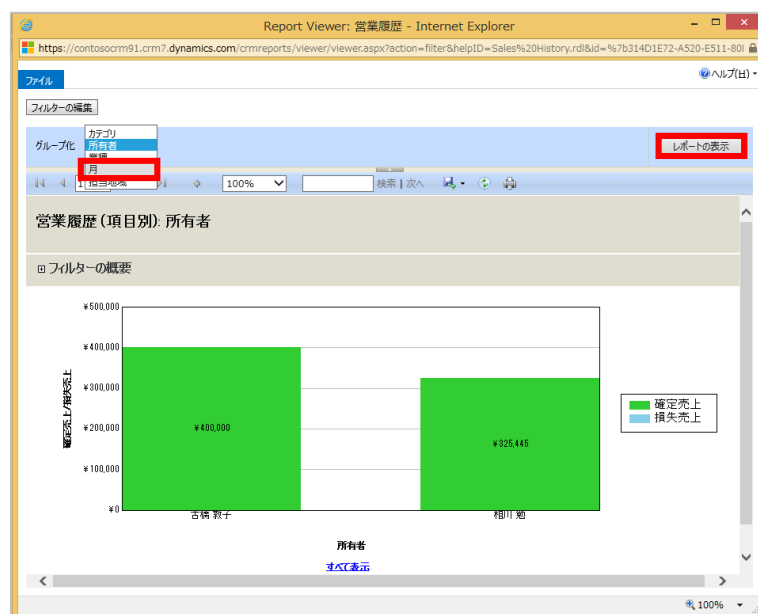 Report Viewer: 営業履歴 - Internet Explorer
https://contosocrm91.crm7.dynamics.com/crmreports/viewer/viewer.aspx?action=filter&helpID=Sales%20History.rdl&id=%7b314D1E72-A520-E511-80
ファイル
ヘルプ(H)
フィルターの編集
グループ化
カテゴリ
所有者
業種
月
担当地域
レポートの表示
1
100%
検索 | 次へ
営業履歴 (項目別): 所有者
フィルターの概要
¥500,000
¥400,000
¥300,000
¥200,000
¥100,000
¥0
確定売上/損失売上
¥400,000
¥325,445
確定売上
損失売上
古橋 敦子
相川 勉
所有者
すべて表示
100%